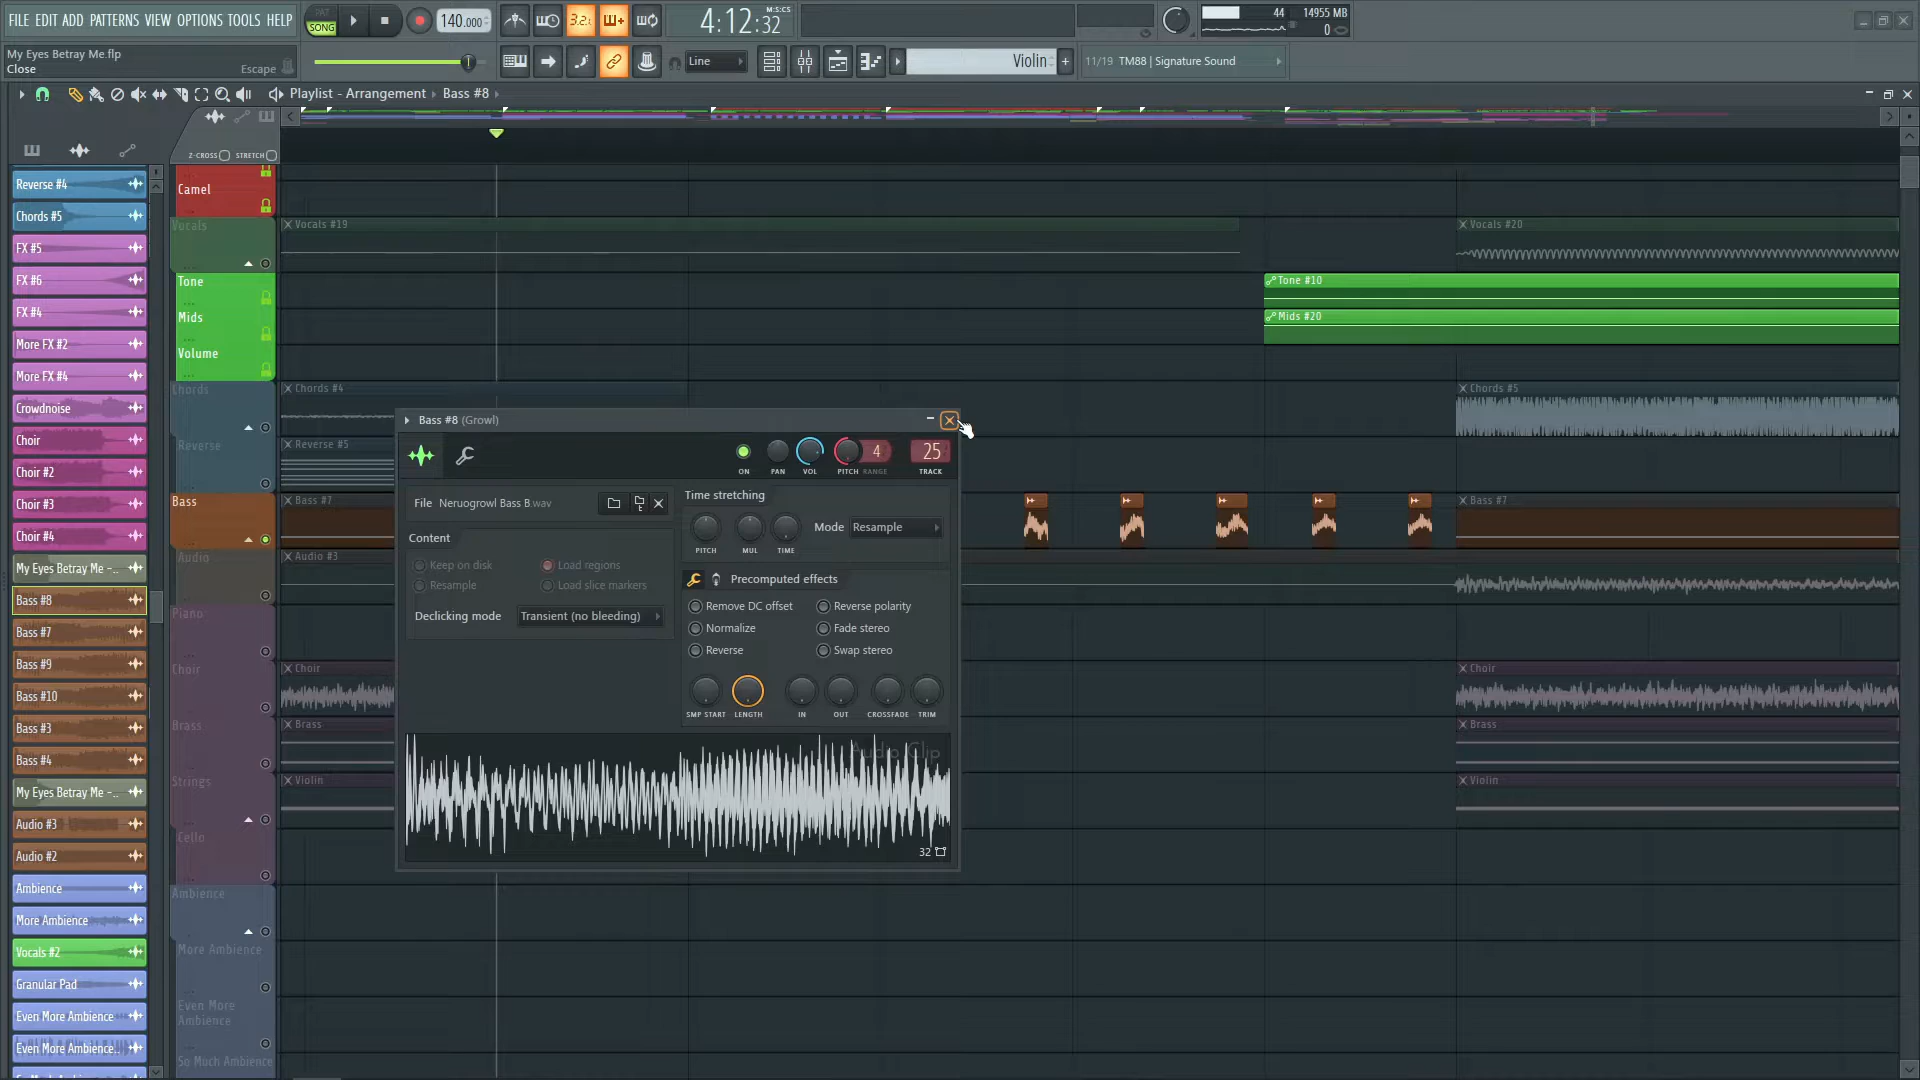 FILE EDIT ADD PATTERNS VIEW OPTIONS TOOLS HELP
PAT
SONG
140.000
3.2.
M:S:CS
4:12:32
44
14955 MB
0
My Eyes Betray Me.flp
Close
Escape
Line
Violin
11/19 TM88 | Signature Sound
Playlist - Arrangement
Bass #8
Z-CROSS
STRETCH
Reverse #4
Chords #5
FX #5
FX #6
FX #4
More FX #2
More FX #4
Crowdnoise
Choir
Choir #2
Choir #3
Choir #4
My Eyes Betray Me -..
Bass #8
Bass #7
Bass #9
Bass #10
Bass #3
Bass #4
My Eyes Betray Me -..
Audio #3
Audio #2
Ambience
More Ambience
Vocals #2
Granular Pad
Even More Ambience
Even More Ambience..
Camel
Vocals
Tone
Mids
Volume
Chords
Reverse
Bass
Audio
Piano
Choir
Brass
Strings
Cello
Ambience
More Ambience
Even More
Ambience
So Much Ambience
Vocals #19
Vocals #20
Tone #10
Mids #20
Chords #4
Chords #5
Reverse #5
Bass #7
Bass #7
Audio #3
Choir
Choir
Brass
Brass
Violin
Violin
Bass #8 (Growl)
ON
PAN
VOL
PITCH
RANGE
4
25
TRACK
File
Neruogrowl Bass B.wav
Content
Keep on disk
Load regions
Resample
Load slice markers
Declicking mode
Transient (no bleeding)
Time stretching
PITCH
MUL
TIME
Mode
Resample
Precomputed effects
Remove DC offset
Reverse polarity
Normalize
Fade stereo
Reverse
Swap stereo
SMP START
LENGTH
IN
OUT
CROSSFADE
TRIM
Audio Clip
32